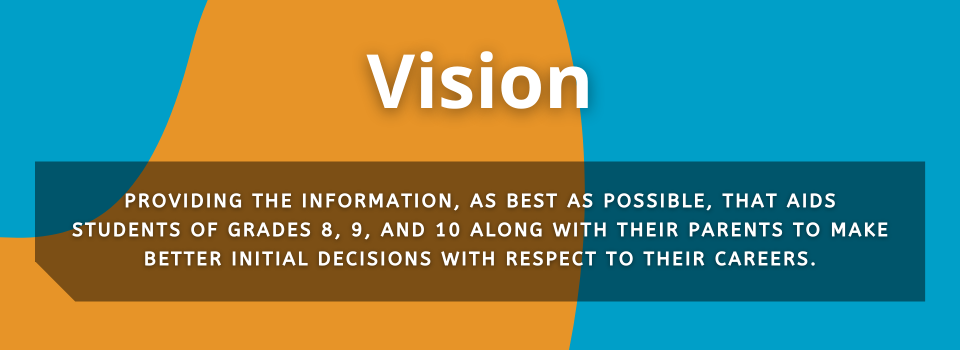 Vision
PROVIDING THE INFORMATION, AS BEST AS POSSIBLE, THAT AIDS
STUDENTS OF GRADES 8, 9, AND 10 ALONG WITH THEIR PARENTS TO MAKE
BETTER INITIAL DECISIONS WITH RESPECT TO THEIR CAREERS.